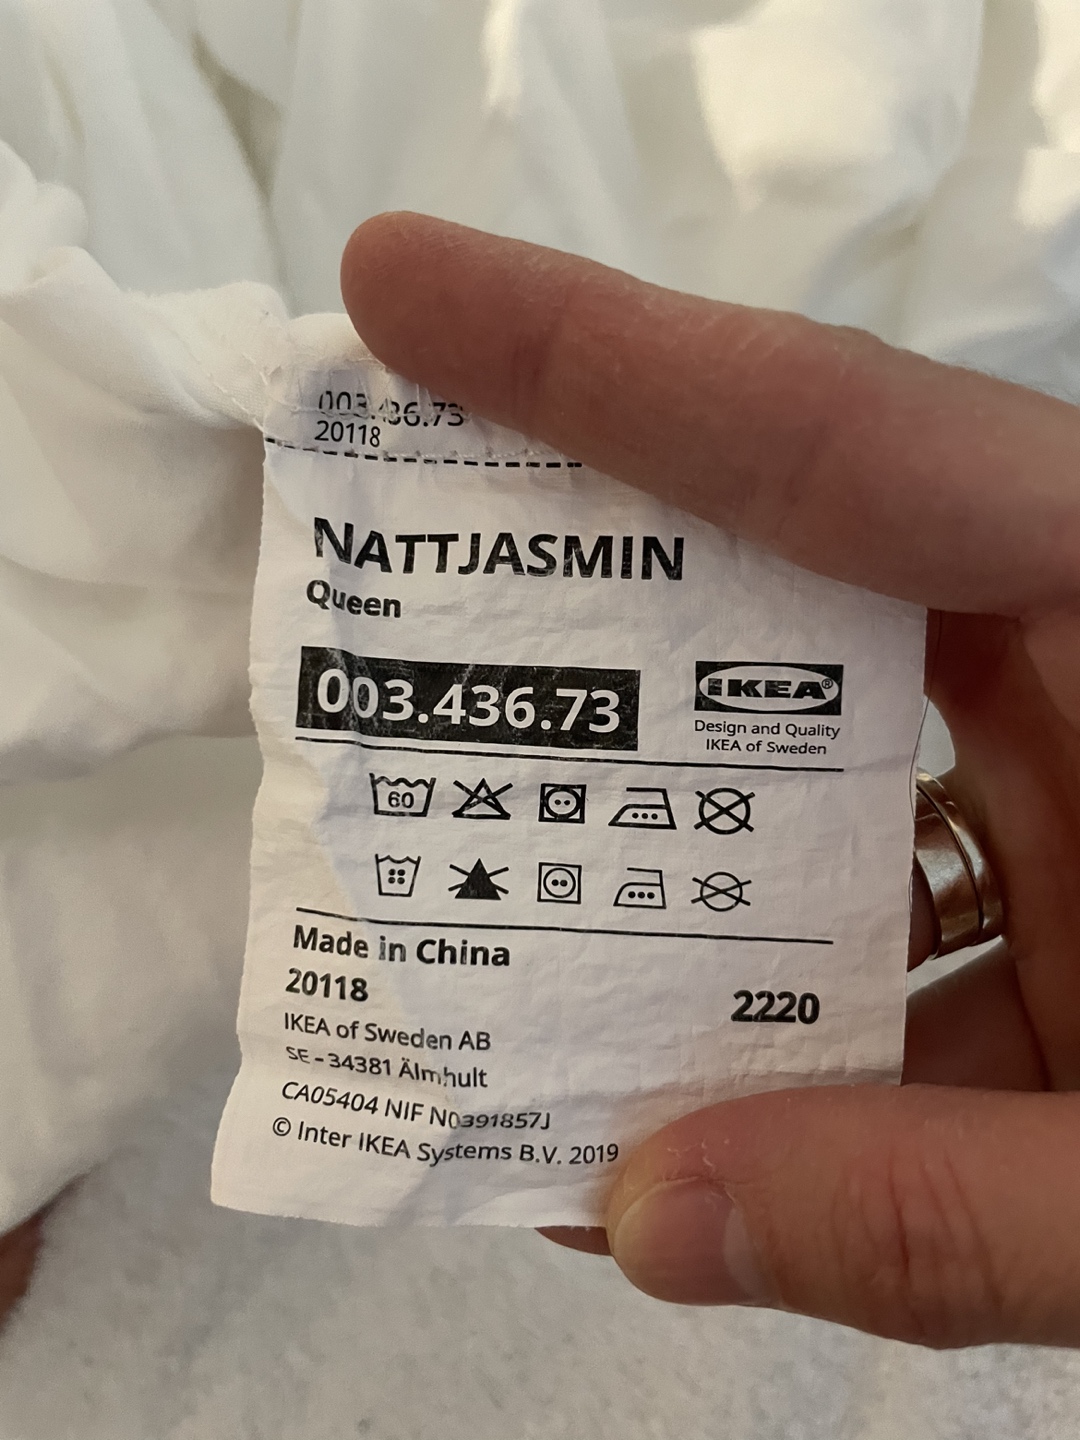 003.436.73
20118
NATTJASMIN
Queen
003.436.73
IKEA®
Design and Quality
IKEA of Sweden
60
Made in China
20118
2220
IKEA of Sweden AB
SE-34381 Älmhult
CA05404 NIF N0391857J
© Inter IKEA Systems B.V. 2019